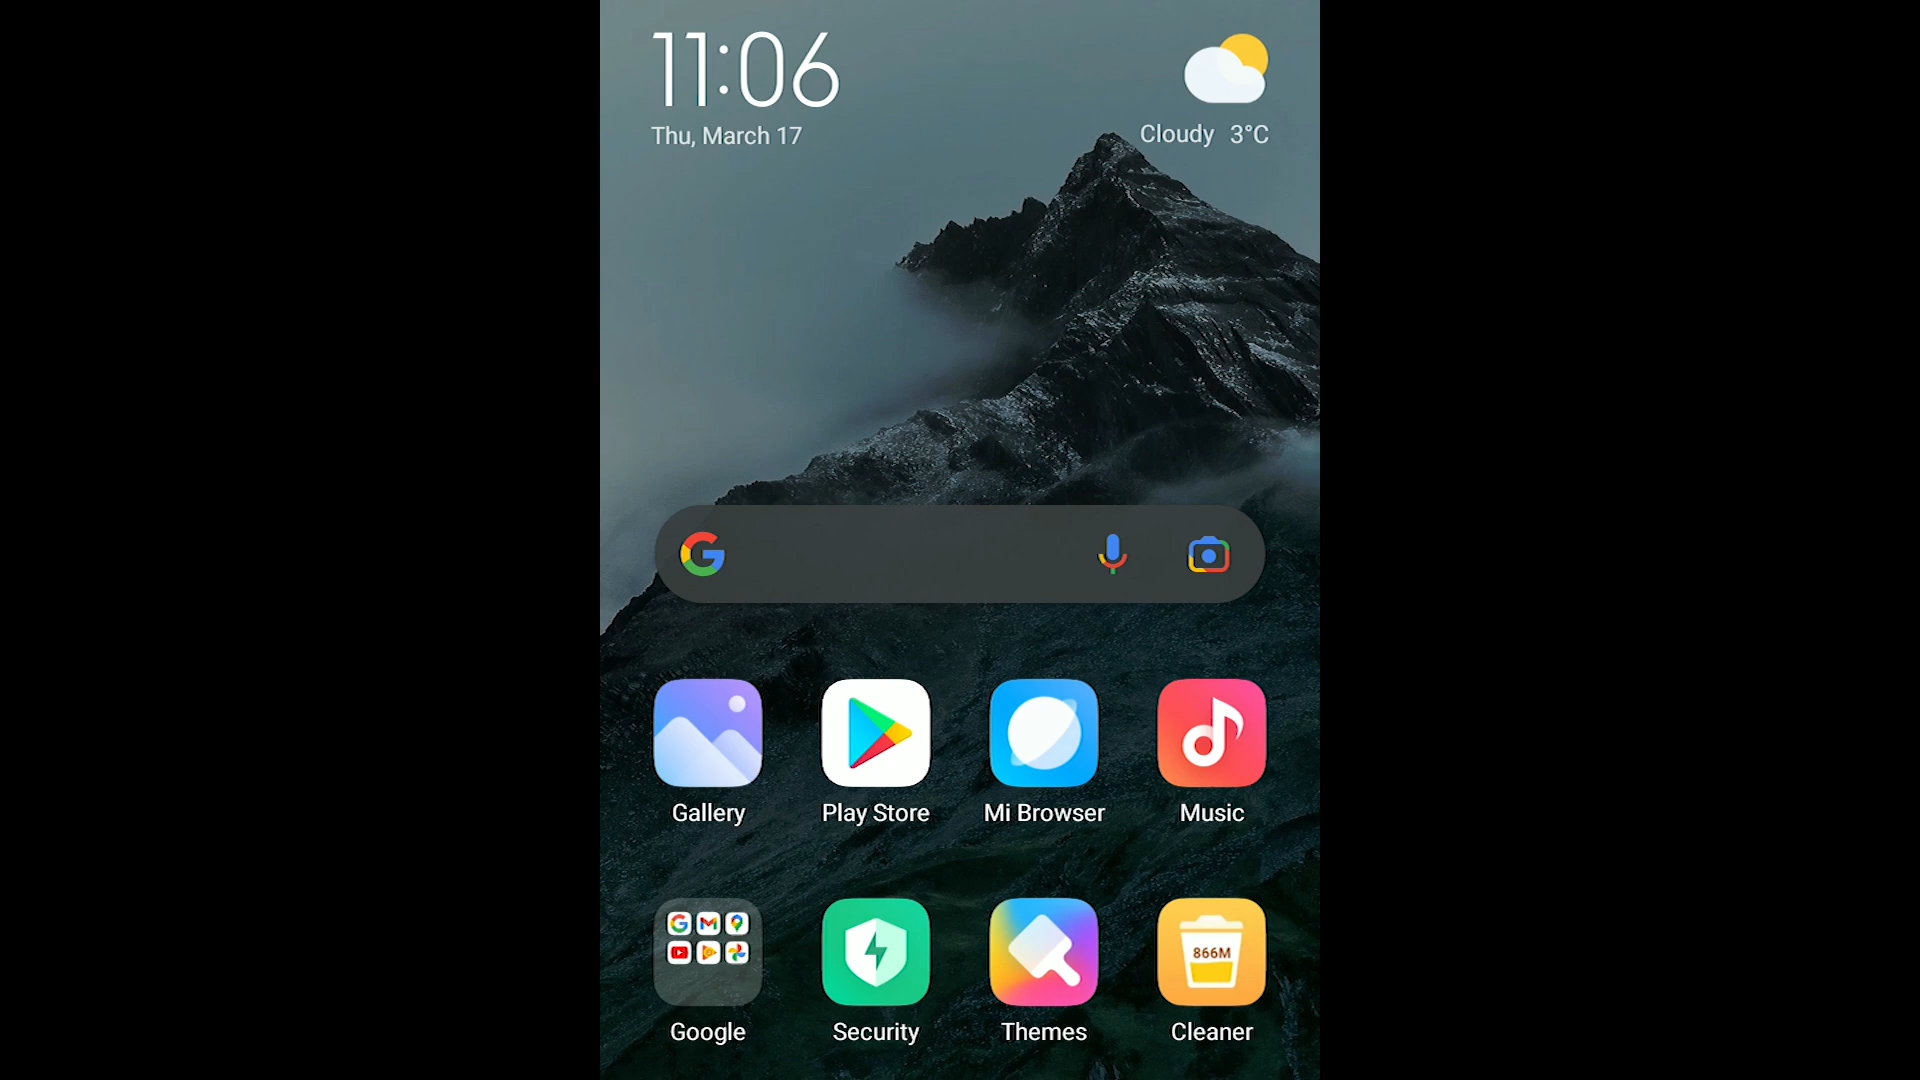 11:06
Thu, March 17
Cloudy 3°C
Gallery
Play Store
Mi Browser
Music
866M
Google
Security
Themes
Cleaner